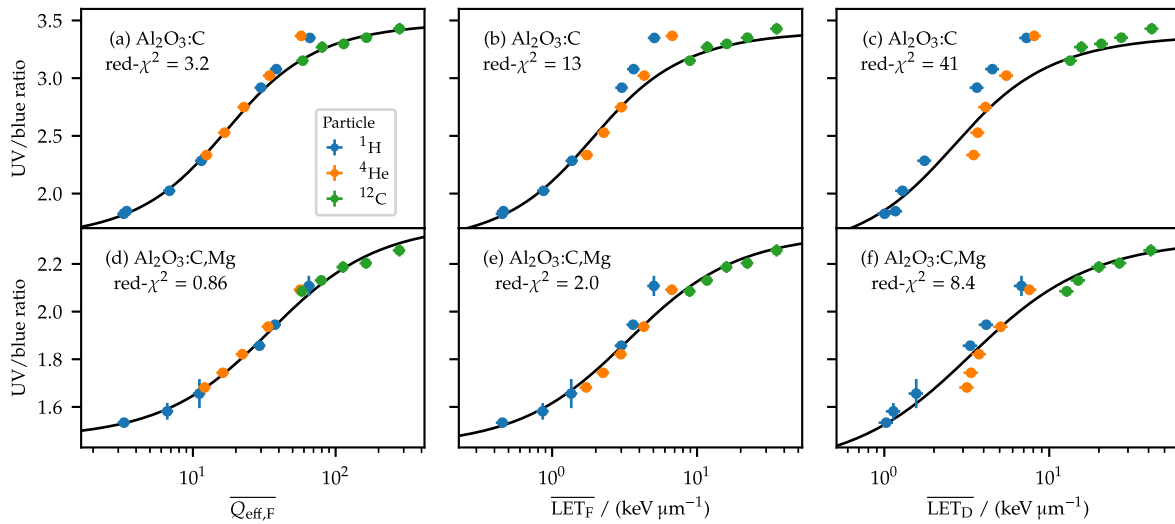 (a) Al₂O₃:C
red-χ² = 3.2
(b) Al₂O₃:C
red-χ² = 13
(c) Al₂O₃:C
red-χ² = 41
UV/blue ratio
3.5
3.0
2.5
2.0
Particle
¹H
⁴He
¹²C
(d) Al₂O₃:C,Mg
red-χ² = 0.86
(e) Al₂O₃:C,Mg
red-χ² = 2.0
(f) Al₂O₃:C,Mg
red-χ² = 8.4
UV/blue ratio
2.2
2.0
1.8
1.6
10¹ 10²
10⁰ 10¹
10⁰ 10¹
Q̅eff,F
L̅E̅T̅F / (keV μm⁻¹)
L̅E̅T̅D / (keV μm⁻¹)